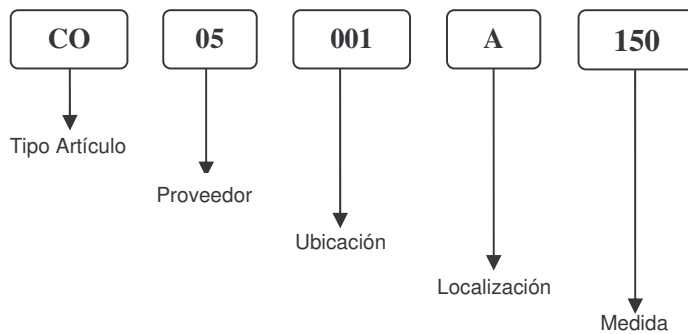 CO 05 001 A 150
Tipo Artículo
Proveedor
Ubicación
Localización
Medida